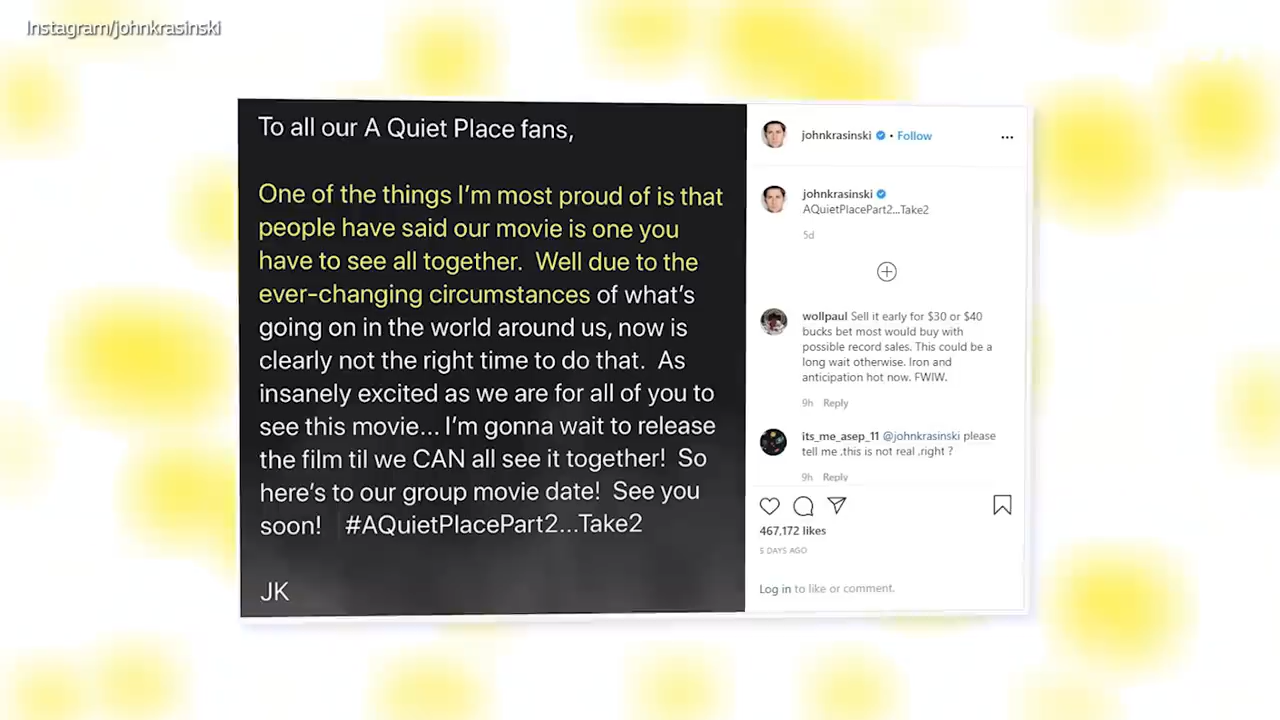 Instagram/johnkrasinski
To all our A Quiet Place fans,
One of the things I'm most proud of is that
people have said our movie is one you
have to see all together.  Well due to the
ever-changing circumstances of what's
going on in the world around us, now is
clearly not the right time to do that.  As
insanely excited as we are for all of you to
see this movie... I'm gonna wait to release
the film til we CAN all see it together!  So
here's to our group movie date!  See you
soon!   #AQuietPlacePart2...Take2
JK
johnkrasinski • Follow
johnkrasinski
AQuietPlacePart2...Take2
5d
wollpaul Sell it early for $30 or $40
bucks bet most would buy with
possible record sales. This could be a
long wait otherwise. Iron and
anticipation hot now. FWIW.
9h Reply
its_me_asep_11 @johnkrasinski please
tell me .this is not real .right ?
9h Reply
467,172 likes
5 DAYS AGO
Log in to like or comment.